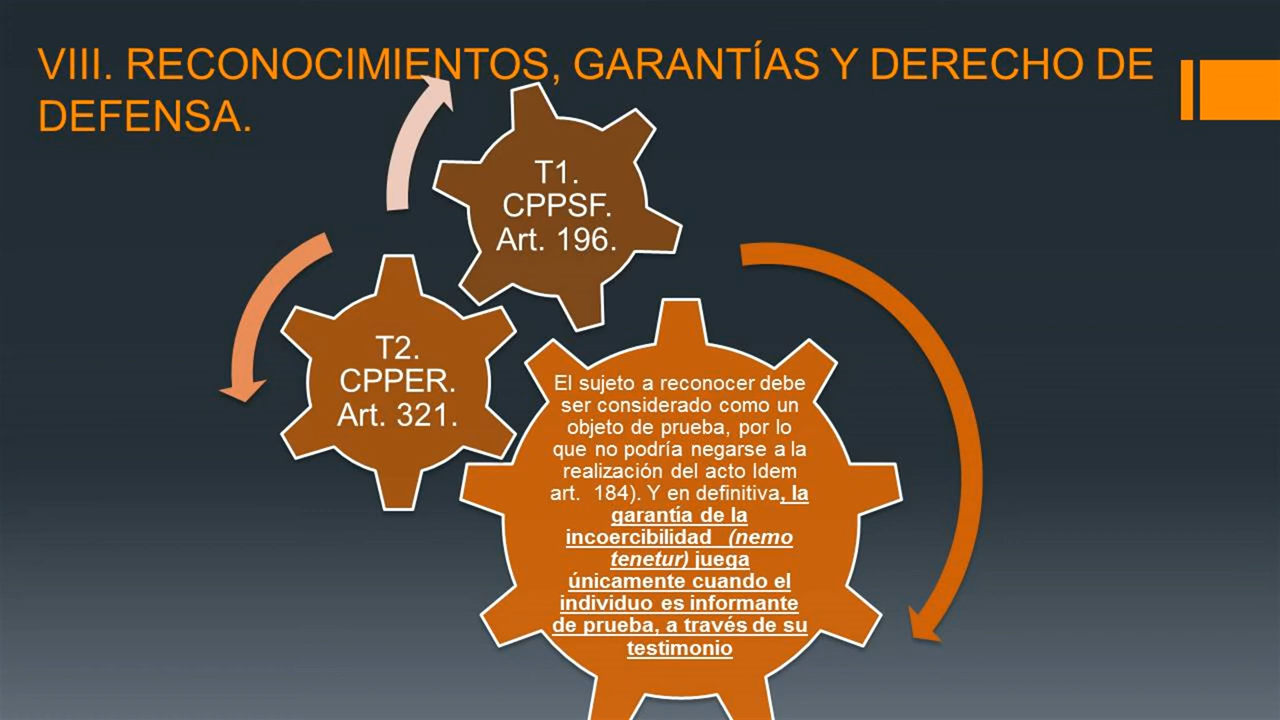 VIII. RECONOCIMIENTOS, GARANTÍAS Y DERECHO DE
DEFENSA.
T1.
CPPSF.
Art. 196.
T2.
CPPER.
Art. 321.
El sujeto a reconocer debe
ser considerado como un
objeto de prueba, por lo
que no podría negarse a la
realización del acto Idem
art. 184). Y en definitiva, la
garantía de la
incoercibilidad (nemo
tenetur) juega
únicamente cuando el
individuo es informante
de prueba, a través de su
testimonio